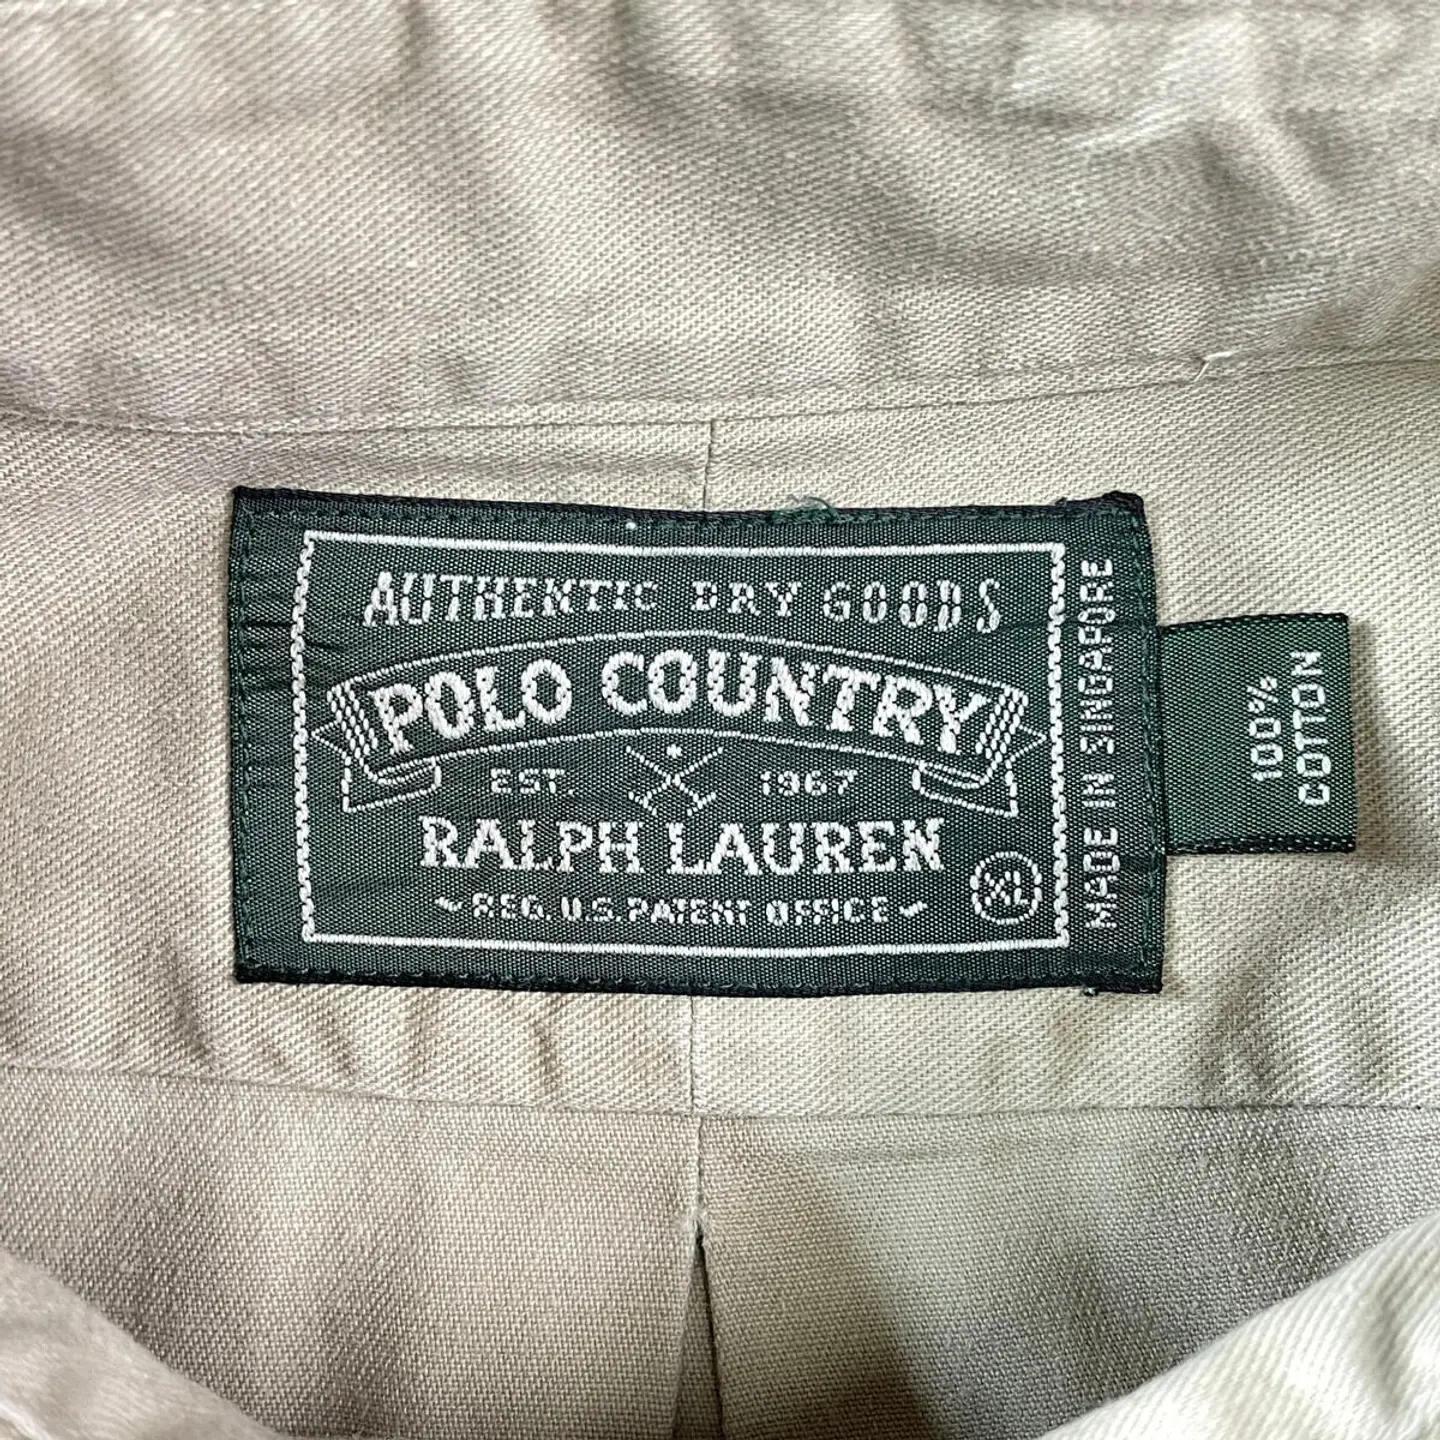 AUTHENTIC DRY GOODS
POLO COUNTRY
EST. 1967
RALPH LAUREN
REG. U.S. PATENT OFFICE
XL
MADE IN SINGAPORE
100%
COTTON